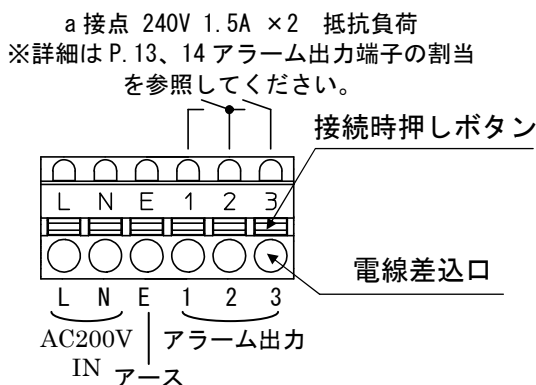 a接点 240V 1.5A ×2 抵抗負荷
※詳細は P.13、14 アラーム出力端子の割当
を参照してください。
接続時押しボタン
L N E 1 2 3
電線差込口
L N E 1 2 3
AC200V アラーム出力
IN アース